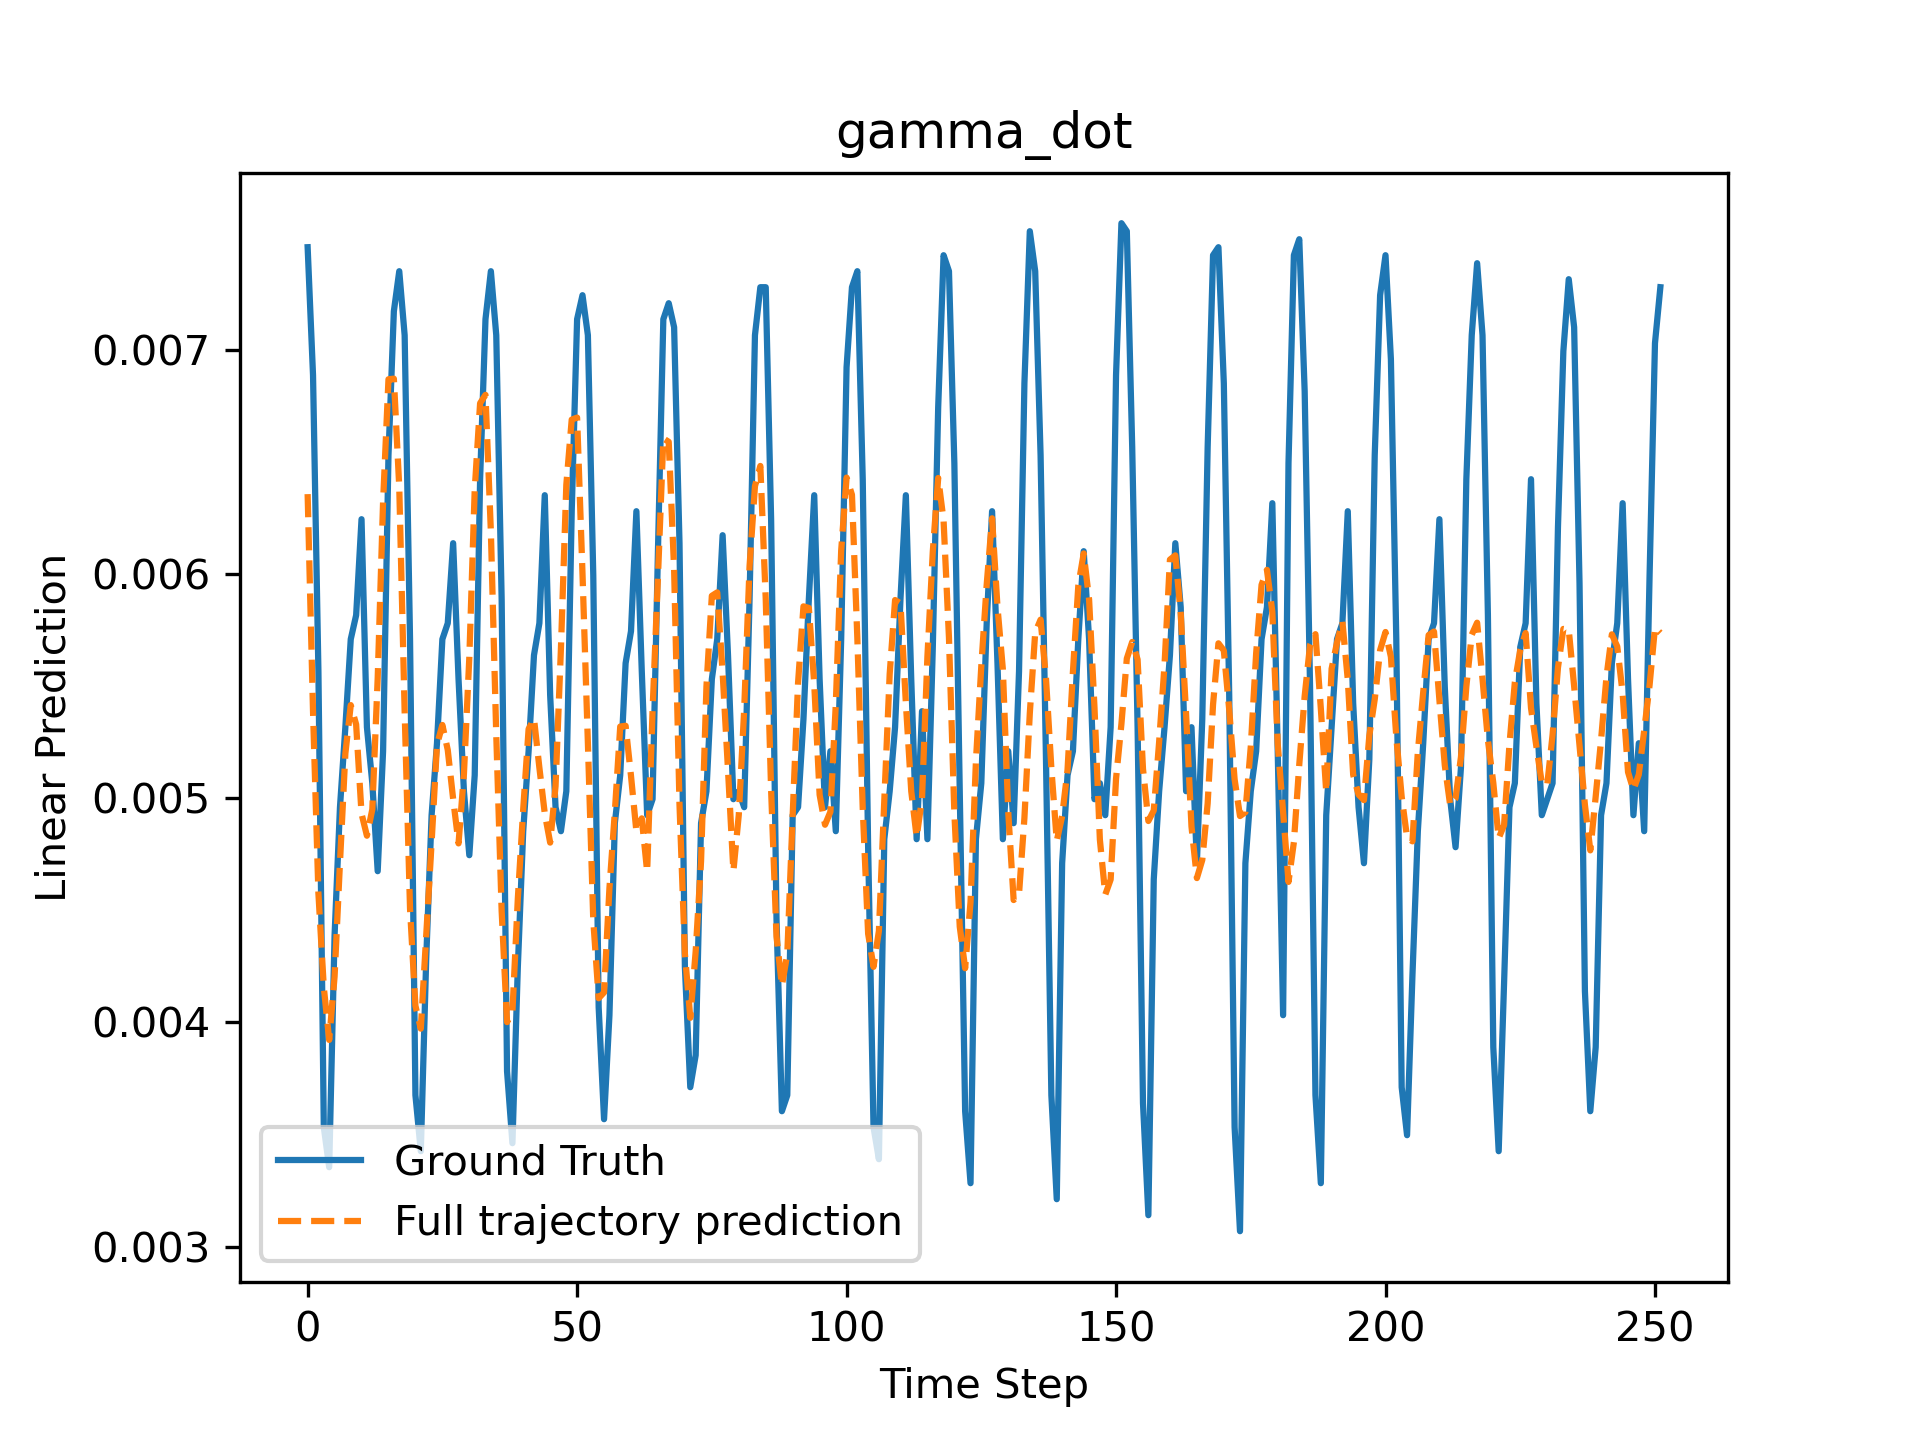 gamma_dot
Linear Prediction
0.007
0.006
0.005
0.004
0.003
Ground Truth
Full trajectory prediction
0 50 100 150 200 250
Time Step